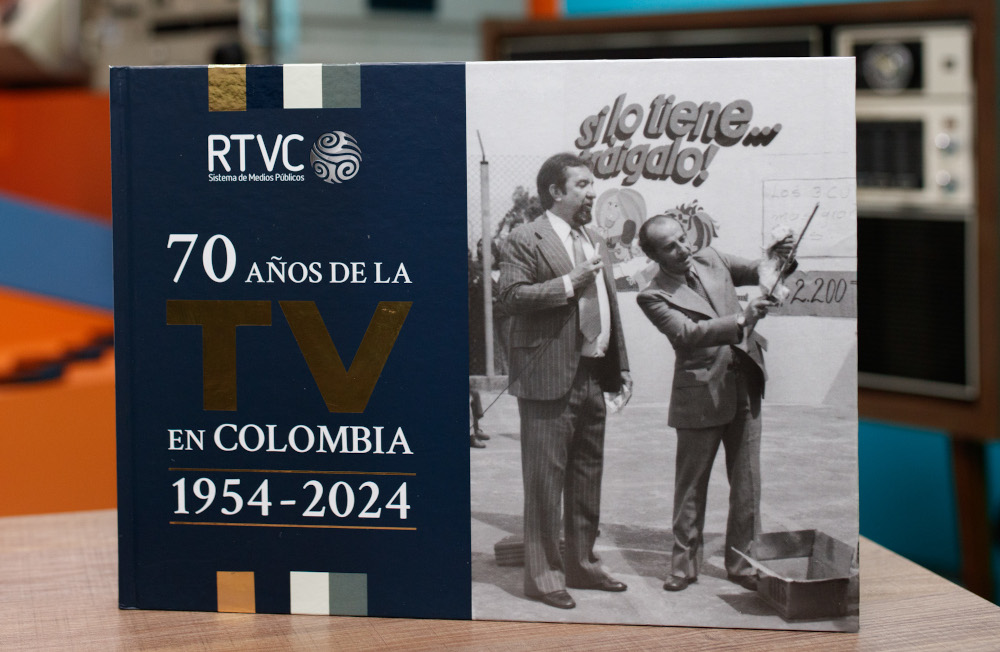 RTVC
Sistema de Medios Públicos
70 AÑOS DE LA
TV
EN COLOMBIA
1954-2024
sí lo tiene...
tráigalo!
2.200